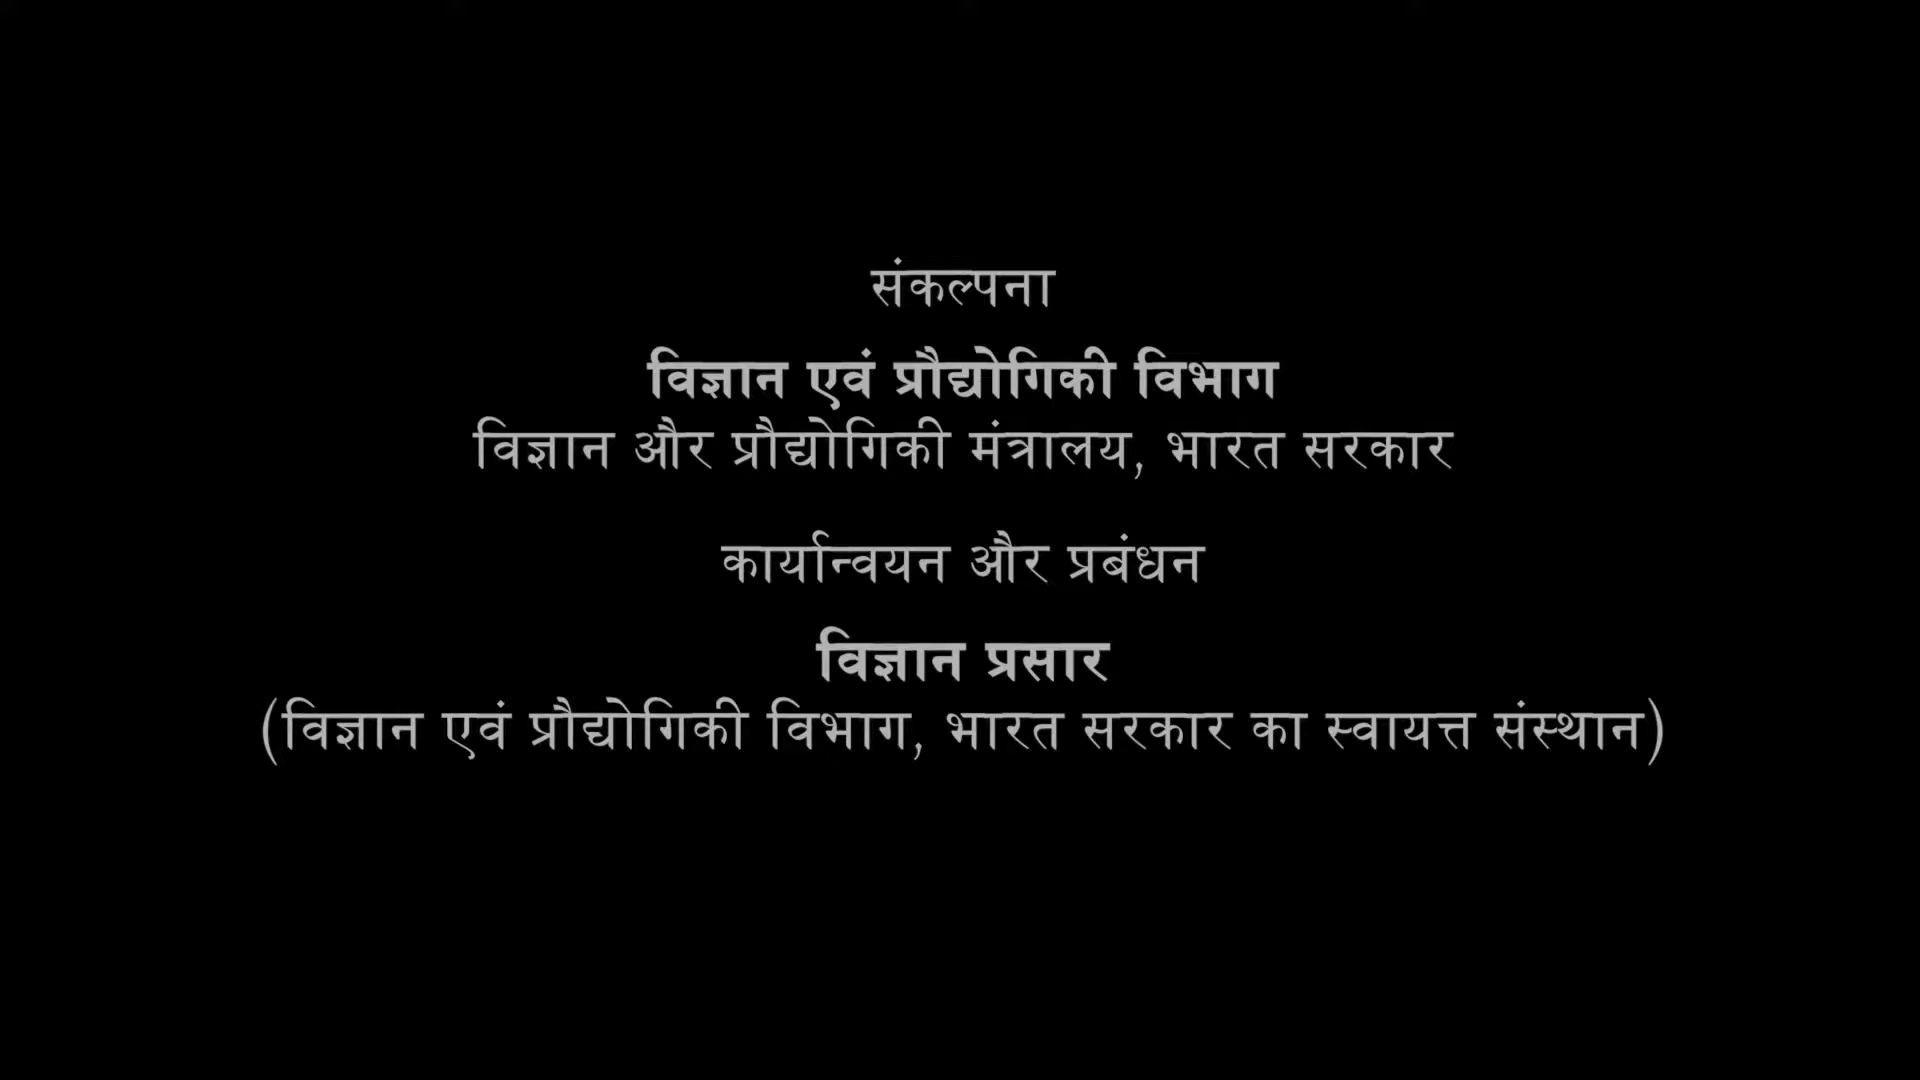 संकल्पना
विज्ञान एवं प्रौद्योगिकी विभाग
विज्ञान और प्रौद्योगिकी मंत्रालय, भारत सरकार
कार्यान्वयन और प्रबंधन
विज्ञान प्रसार
(विज्ञान एवं प्रौद्योगिकी विभाग, भारत सरकार का स्वायत्त संस्थान)